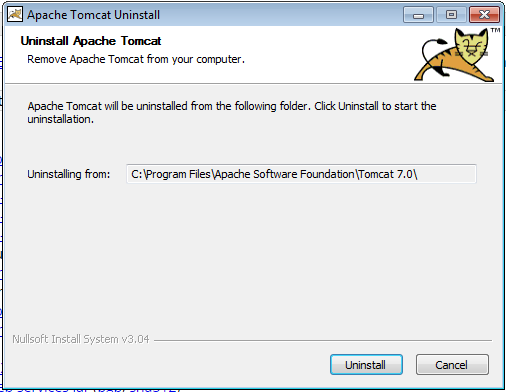 Apache Tomcat Uninstall
Uninstall Apache Tomcat
Remove Apache Tomcat from your computer.
TM
Apache Tomcat will be uninstalled from the following folder. Click Uninstall to start the
uninstallation.
Uninstalling from: C:\Program Files\Apache Software Foundation\Tomcat 7.0\
Nullsoft Install System v3.04
Uninstall Cancel